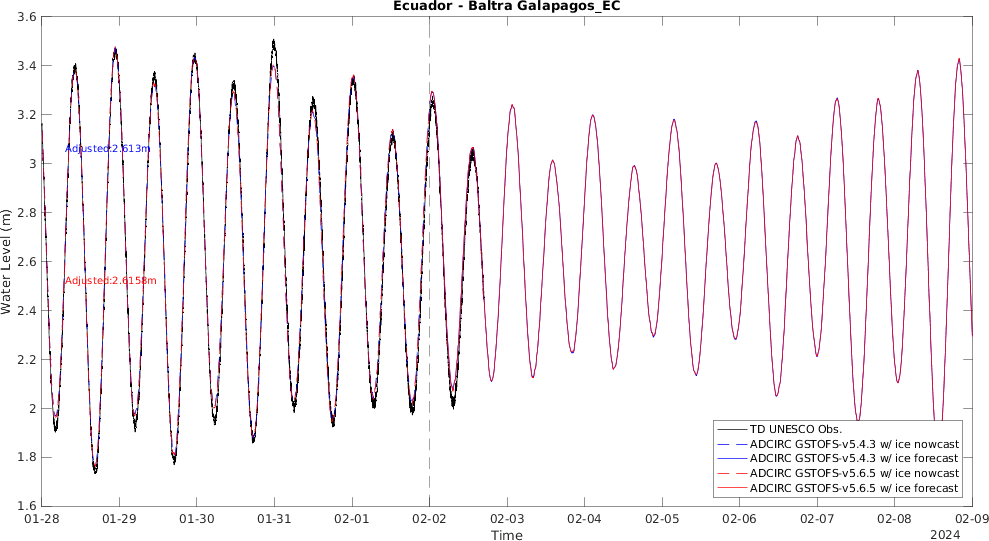 Ecuador - Baltra Galapagos_EC
3.6
3.4
3.2
3
2.8
2.6
2.4
2.2
2
1.8
1.6
Water Level (m)
Adjusted:2.613m
Adjusted:2.6158m
TD UNESCO Obs.
ADCIRC GSTOFS-v5.4.3 w/ ice nowcast
ADCIRC GSTOFS-v5.4.3 w/ ice forecast
ADCIRC GSTOFS-v5.6.5 w/ ice nowcast
ADCIRC GSTOFS-v5.6.5 w/ ice forecast
01-28 01-29 01-30 01-31 02-01 02-02 02-03 02-04 02-05 02-06 02-07 02-08 02-09
Time
2024